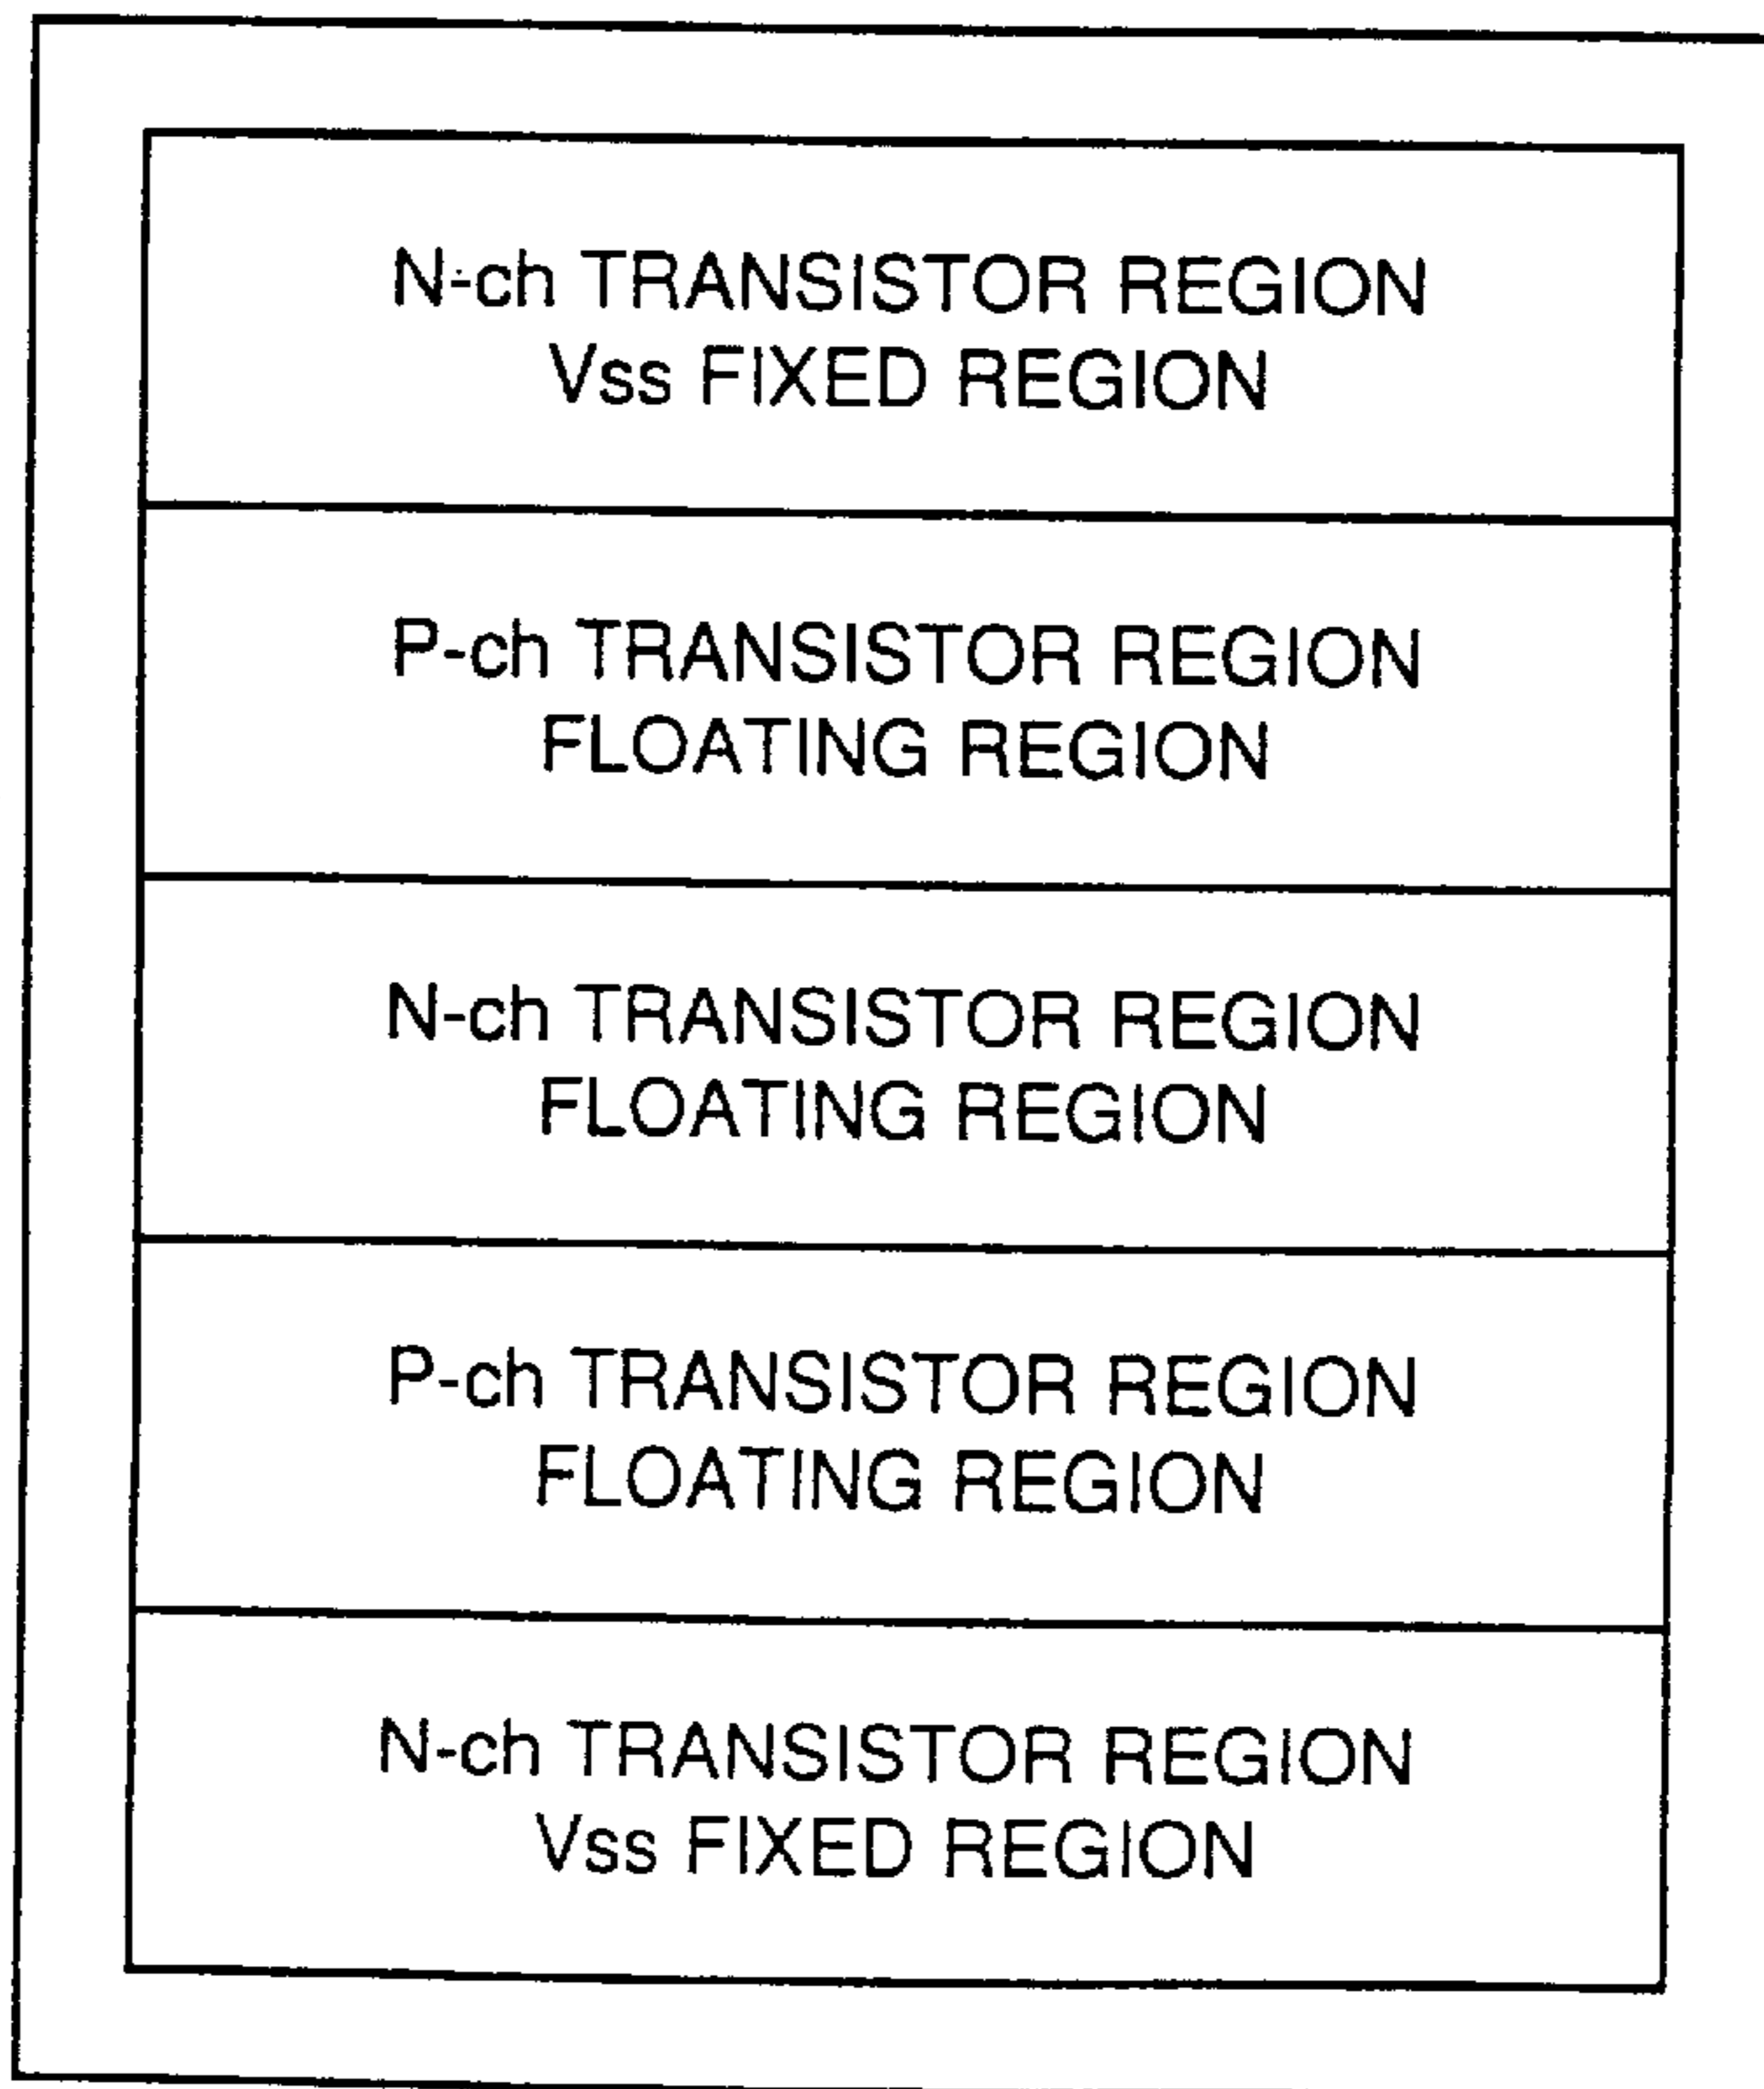 N-ch TRANSISTOR REGION
Vss FIXED REGION
P-ch TRANSISTOR REGION
FLOATING REGION
N-ch TRANSISTOR REGION
FLOATING REGION
P-ch TRANSISTOR REGION
FLOATING REGION
N-ch TRANSISTOR REGION
Vss FIXED REGION